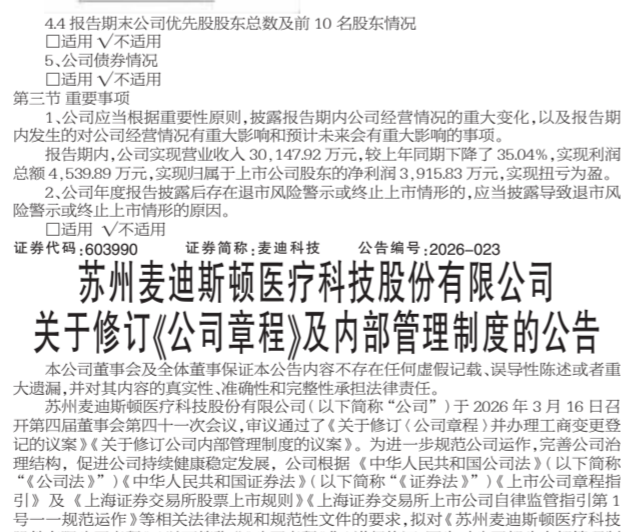 4.4 报告期末公司优先股股东总数及前 10 名股东情况
□适用 √不适用
5、公司债券情况
□适用 √不适用
第三节 重要事项
1、公司应当根据重要性原则，披露报告期内公司经营情况的重大变化，以及报告期
内发生的对公司经营情况有重大影响和预计未来会有重大影响的事项。
报告期内，公司实现营业收入 30,147.92 万元，较上年同期下降了 35.04%，实现利润
总额 4,539.89 万元，实现归属于上市公司股东的净利润 3,915.83 万元，实现扭亏为盈。
2、公司年度报告披露后存在退市风险警示或终止上市情形的，应当披露导致退市风
险警示或终止上市情形的原因。
□适用 √不适用
证券代码：603990 证券简称：麦迪科技 公告编号：2026-023
苏州麦迪斯顿医疗科技股份有限公司
关于修订《公司章程》及内部管理制度的公告
本公司董事会及全体董事保证本公告内容不存在任何虚假记载、误导性陈述或者重
大遗漏，并对其内容的真实性、准确性和完整性承担法律责任。
苏州麦迪斯顿医疗科技股份有限公司（以下简称“公司”）于 2026 年 3 月 16 日召
开第四届董事会第四十一次会议，审议通过了《关于修订〈公司章程〉并办理工商变更登
记的议案》《关于修订公司内部管理制度的议案》。为进一步规范公司运作，完善公司治
理结构，促进公司持续健康稳定发展，公司根据《中华人民共和国公司法》（以下简称
“《公司法》”）《中华人民共和国证券法》（以下简称“《证券法》”）《上市公司章程指
引》及《上海证券交易所股票上市规则》《上海证券交易所上市公司自律监管指引第 1
号——规范运作》等相关法律法规和规范性文件的要求，拟对《苏州麦迪斯顿医疗科技